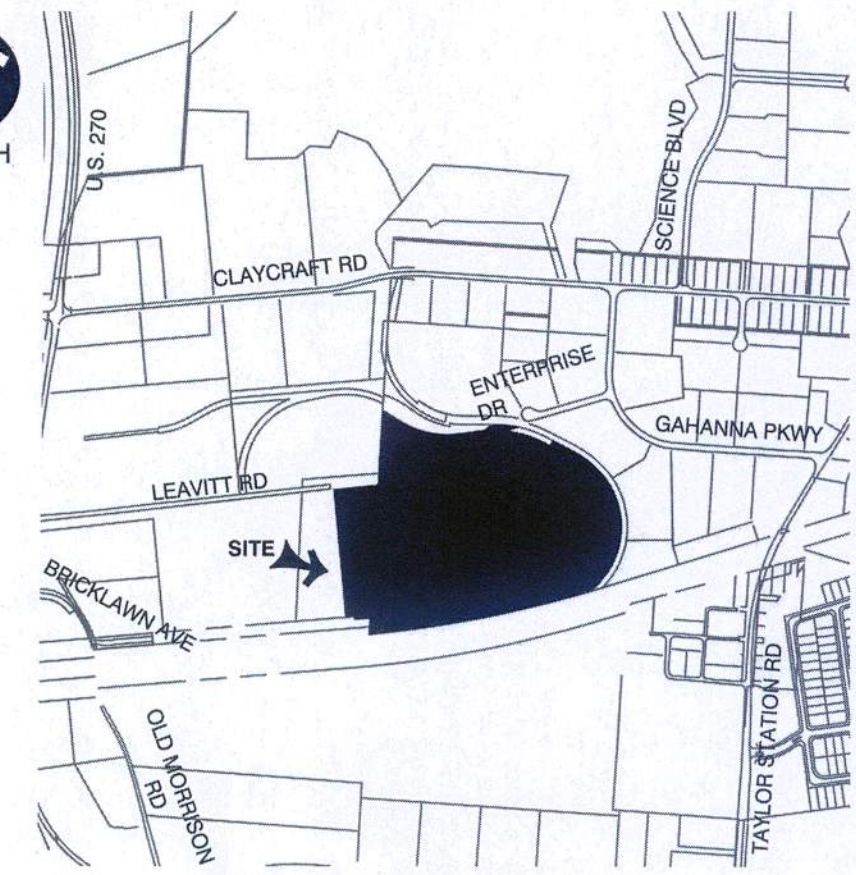 U.S. 270
SCIENCE BLVD
CLAYCRAFT RD
ENTERPRISE
DR
GAHANNA PKWY
LEAVITT RD
SITE
BRICKLAWN AVE
OLD MORRISON
RD
TAYLOR STATION RD